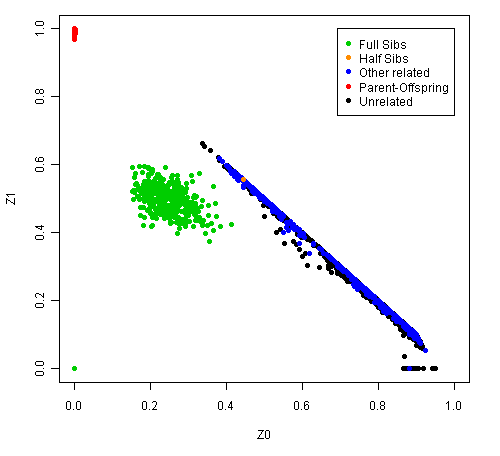 1.0
0.8
0.6
0.4
0.2
0.0
Z1
0.0 0.2 0.4 0.6 0.8 1.0
Z0
Full Sibs
Half Sibs
Other related
Parent-Offspring
Unrelated